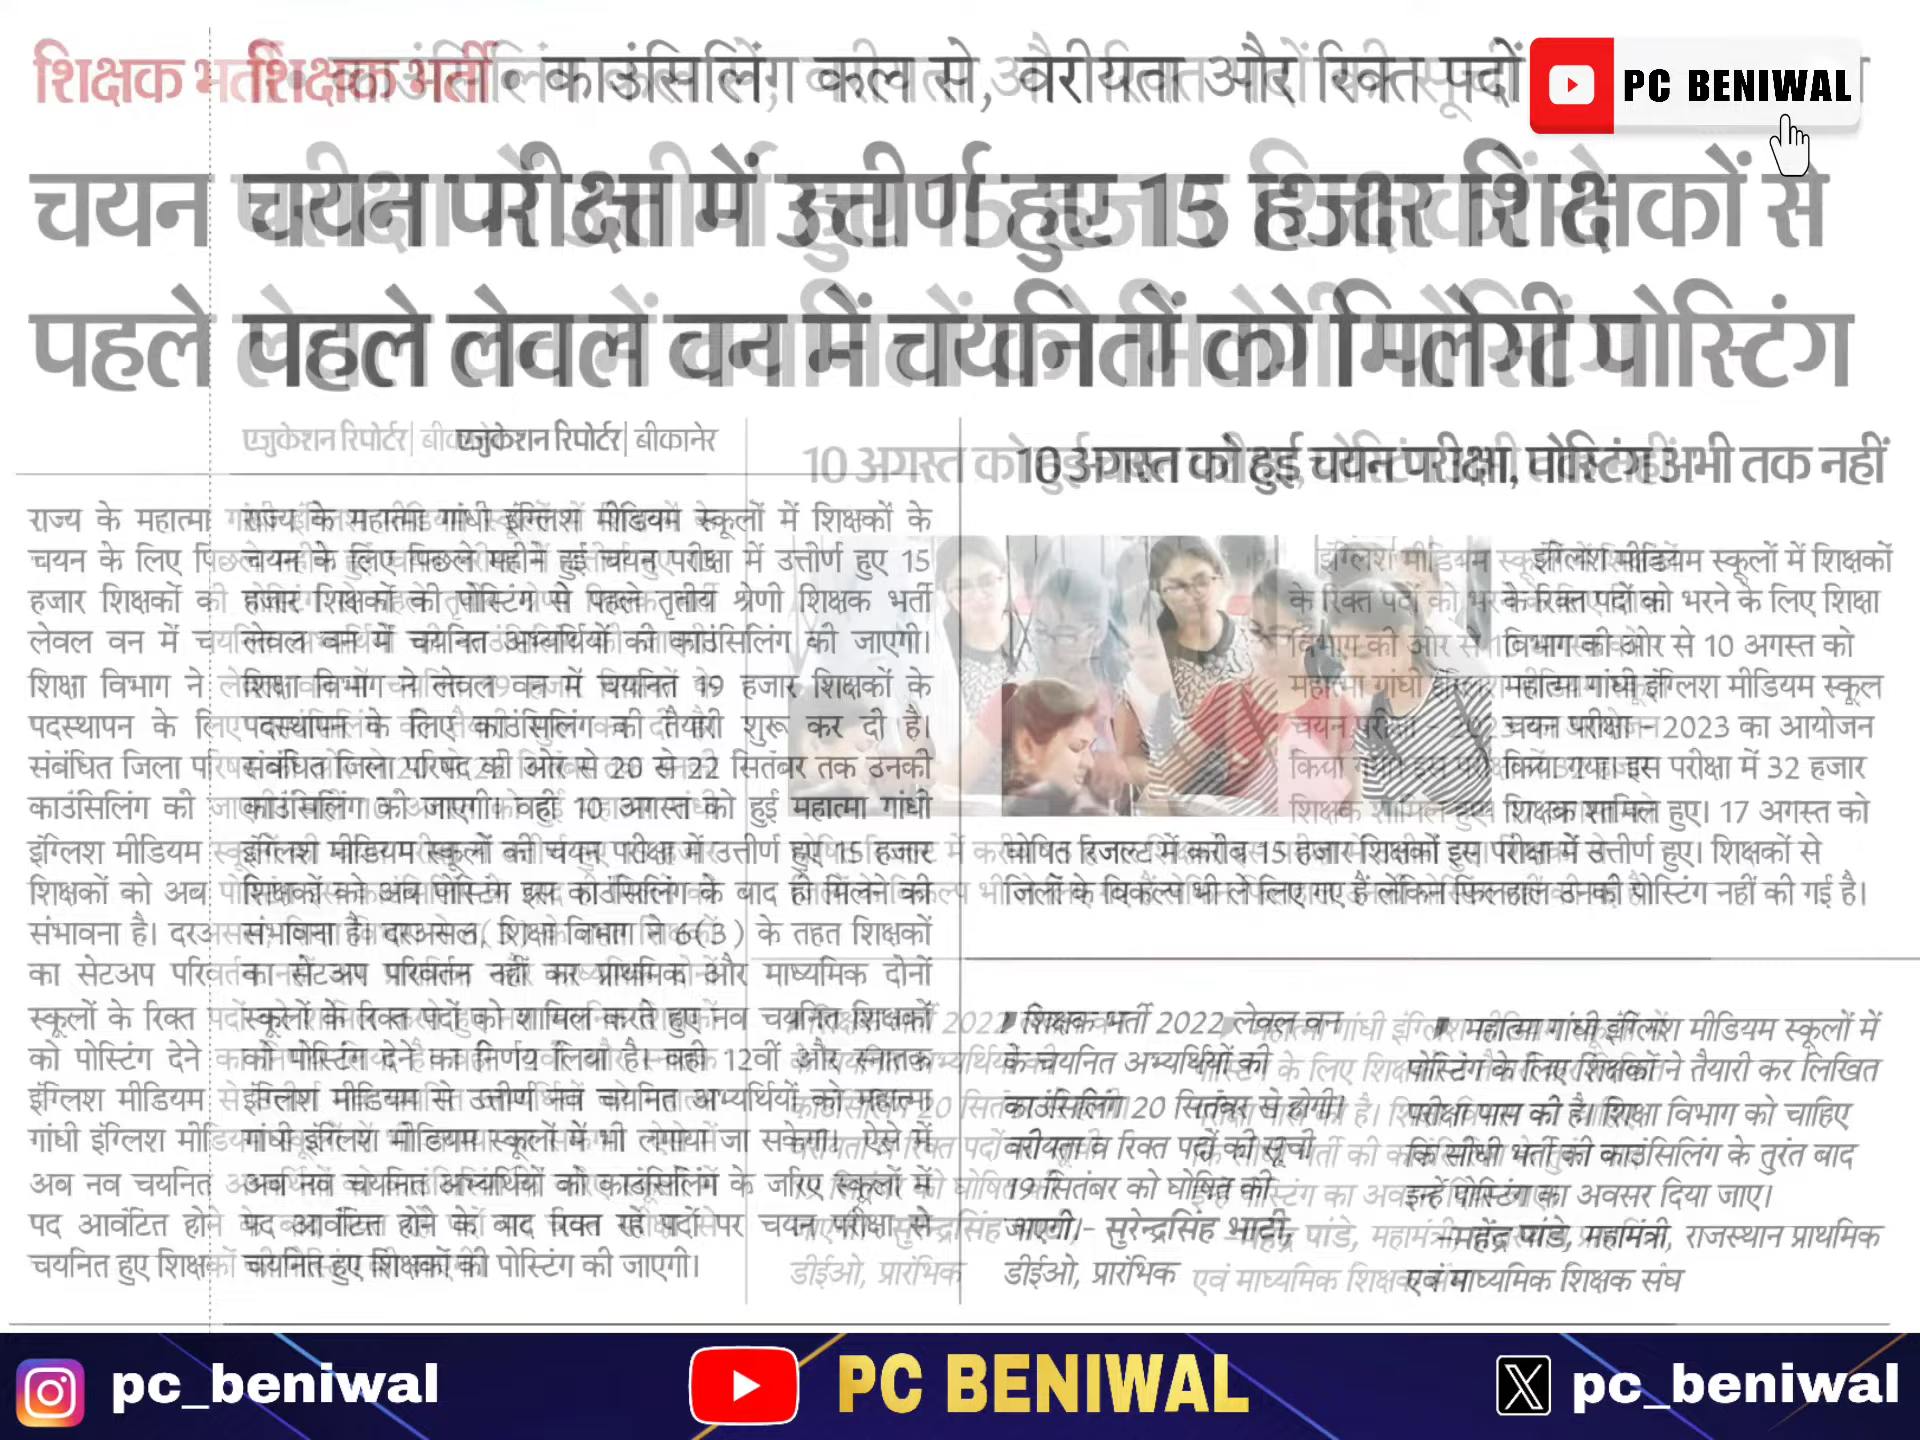 शिक्षक भर्ती • काउंसिलिंग कल से, वरीयता और रिक्त पदों
PC BENIWAL
चयन परीक्षा में उत्तीर्ण हुए 15 हजार शिक्षकों से
पहले लेवल वन में चयनितों को मिलेगी पोस्टिंग
एजुकेशन रिपोर्टर | बीकानेर
राज्य के महात्मा गांधी इंग्लिश मीडियम स्कूलों में शिक्षकों के
चयन के लिए पिछले महीने हुई चयन परीक्षा में उत्तीर्ण हुए 15
हजार शिक्षकों की पोस्टिंग से पहले तृतीय श्रेणी शिक्षक भर्ती
लेवल वन में चयनित अभ्यर्थियों की काउंसिलिंग की जाएगी।
शिक्षा विभाग ने लेवल वन में चयनित 19 हजार शिक्षकों के
पदस्थापन के लिए काउंसिलिंग की तैयारी शुरू कर दी है।
संबंधित जिला परिषद की ओर से 20 से 22 सितंबर तक उनकी
काउंसिलिंग की जाएगी। वहीं 10 अगस्त को हुई महात्मा गांधी
इंग्लिश मीडियम स्कूलों की चयन परीक्षा में उत्तीर्ण हुए 15 हजार
शिक्षकों को अब पोस्टिंग इस काउंसिलिंग के बाद ही मिलने की
संभावना है। दरअसल, शिक्षा विभाग ने 6(3) के तहत शिक्षकों
का सेटअप परिवर्तन नहीं कर प्राथमिक और माध्यमिक दोनों
स्कूलों के रिक्त पदों को शामिल करते हुए नव चयनित शिक्षकों
को पोस्टिंग देने का निर्णय लिया है। वहीं 12वीं और स्नातक
इंग्लिश मीडियम से उत्तीर्ण नव चयनित अभ्यर्थियों को महात्मा
गांधी इंग्लिश मीडियम स्कूलों में भी लगाया जा सकेगा। ऐसे में
अब नव चयनित अभ्यर्थियों को काउंसिलिंग के जरिए स्कूलों में
पद आवंटित होने के बाद रिक्त रहे पदों पर चयन परीक्षा से
चयनित हुए शिक्षकों की पोस्टिंग की जाएगी।
10 अगस्त को हुई चयन परीक्षा, पोस्टिंग अभी तक नहीं
इंग्लिश मीडियम स्कूलों में शिक्षकों
के रिक्त पदों को भरने के लिए शिक्षा
विभाग की ओर से 10 अगस्त को
महात्मा गांधी इंग्लिश मीडियम स्कूल
चयन परीक्षा - 2023 का आयोजन
किया गया। इस परीक्षा में 32 हजार
शिक्षक शामिल हुए। 17 अगस्त को
घोषित रिजल्ट में करीब 15 हजार शिक्षकों इस परीक्षा में उत्तीर्ण हुए। शिक्षकों से
जिलों के विकल्प भी ले लिए गए हैं लेकिन फिलहाल उनकी पोस्टिंग नहीं की गई है।
शिक्षक भर्ती 2022 लेवल वन
के चयनित अभ्यर्थियों की
काउंसिलिंग 20 सितंबर से होगी।
वरीयता व रिक्त पदों की सूची
19 सितंबर को घोषित की
जाएगी।- सुरेन्द्रसिंह भाटी,
डीईओ, प्रारंभिक
महात्मा गांधी इंग्लिश मीडियम स्कूलों में
पोस्टिंग के लिए शिक्षकों ने तैयारी कर लिखित
परीक्षा पास की है। शिक्षा विभाग को चाहिए
कि सीधी भर्ती की काउंसिलिंग के तुरंत बाद
इन्हें पोस्टिंग का अवसर दिया जाए।
-महेंद्र पांडे, महामंत्री, राजस्थान प्राथमिक
एवं माध्यमिक शिक्षक संघ
pc_beniwal
PC BENIWAL
pc_beniwal